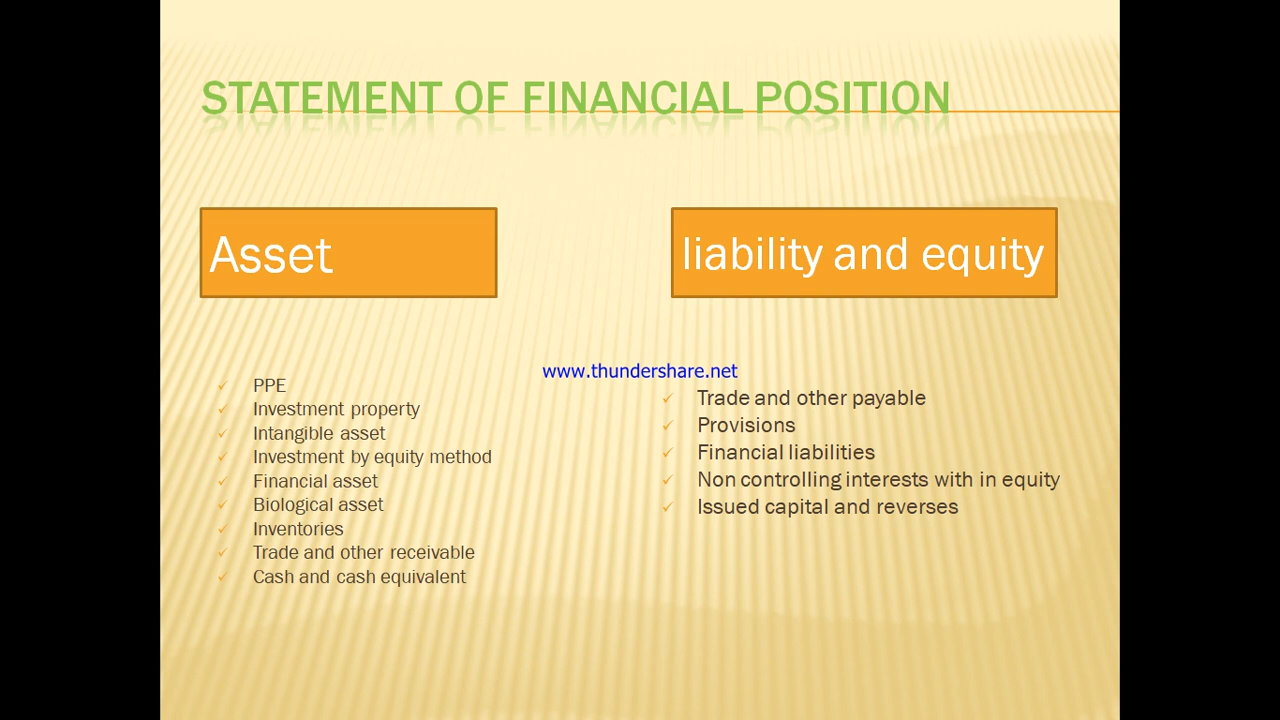 STATEMENT OF FINANCIAL POSITION
Asset
PPE
Investment property
Intangible asset
Investment by equity method
Financial asset
Biological asset
Inventories
Trade and other receivable
Cash and cash equivalent
www.thundershare.net
liability and equity
Trade and other payable
Provisions
Financial liabilities
Non controlling interests with in equity
Issued capital and reverses